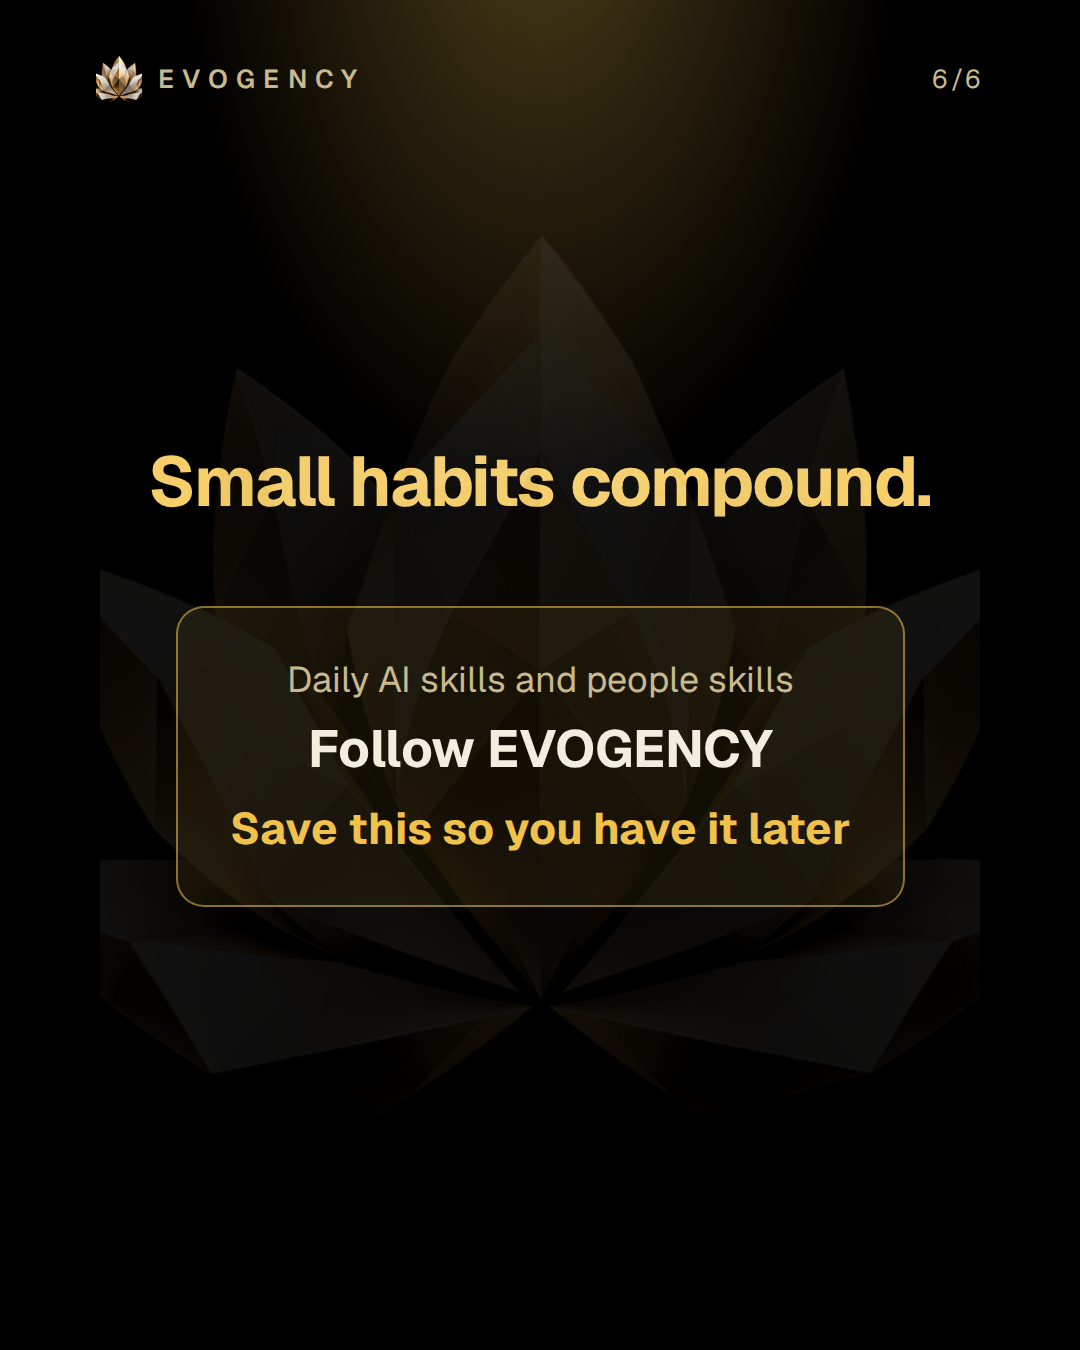 EVOGENCY
6/6
Small habits compound.
Daily AI skills and people skills
Follow EVOGENCY
Save this so you have it later